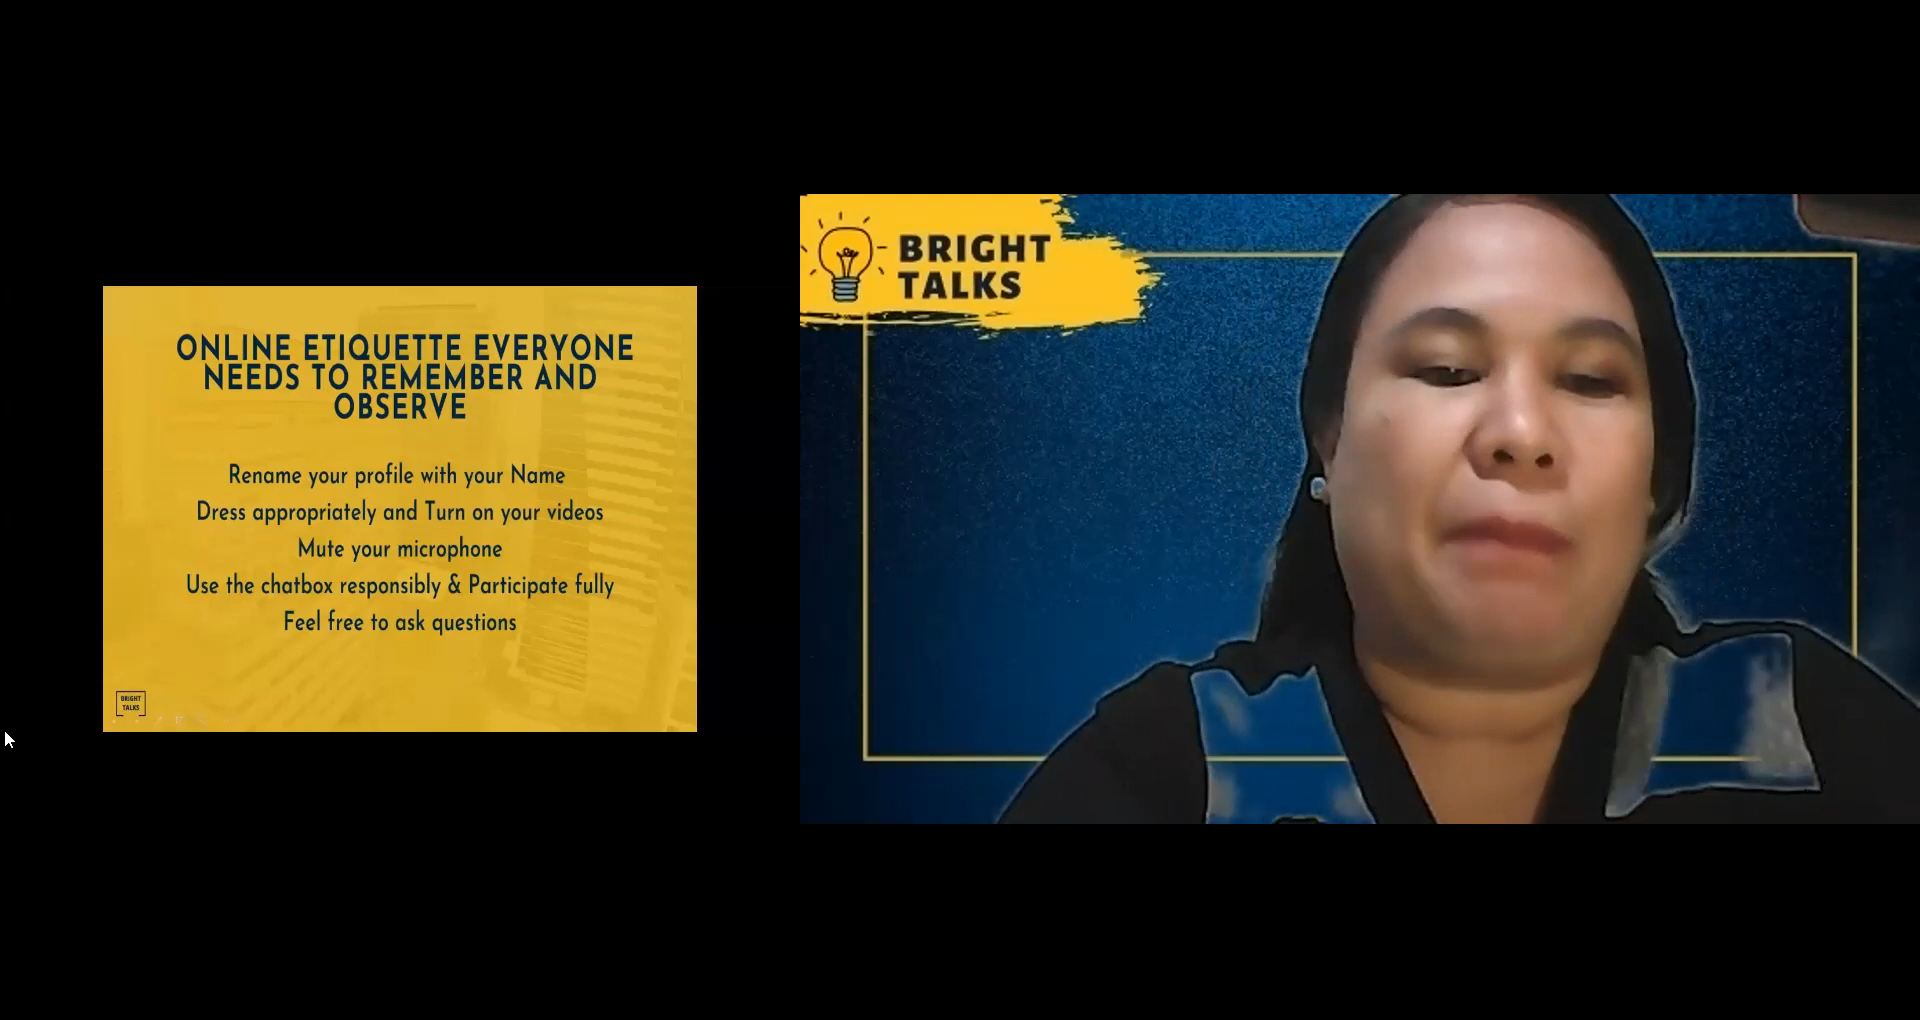 ONLINE ETIQUETTE EVERYONE
NEEDS TO REMEMBER AND
OBSERVE
Rename your profile with your Name
Dress appropriately and Turn on your videos
Mute your microphone
Use the chatbox responsibly & Participate fully
Feel free to ask questions
BRIGHT
TALKS
BRIGHT
TALKS